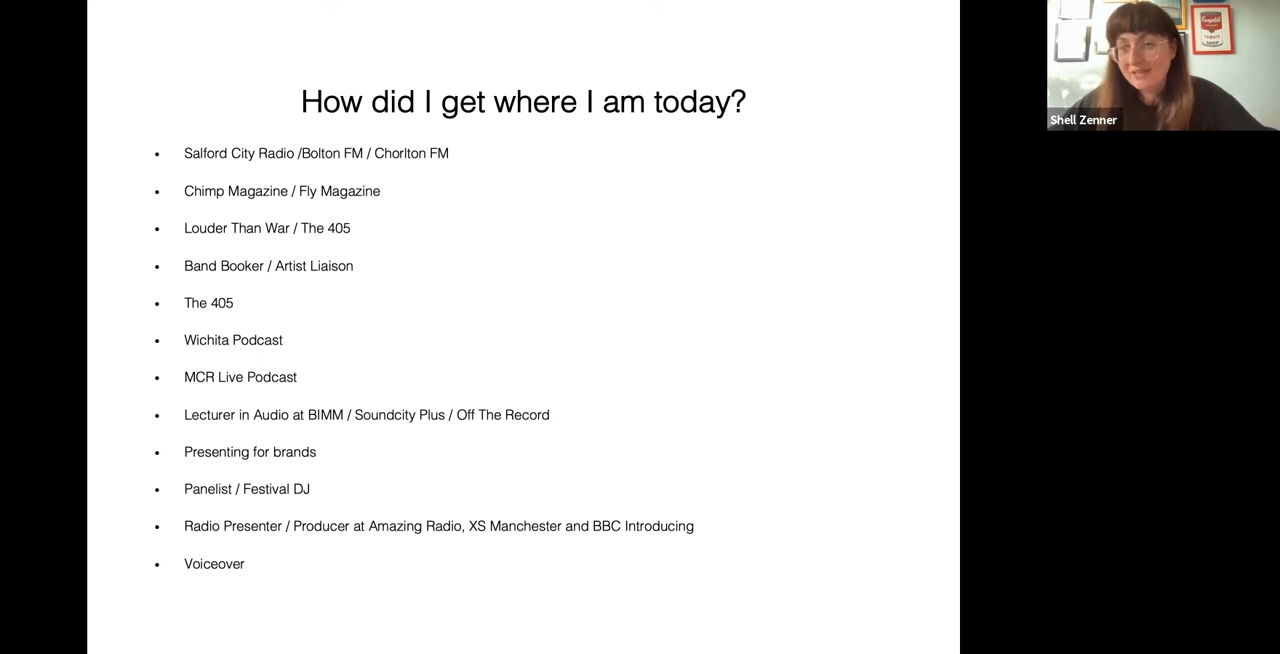 How did I get where I am today?
• Salford City Radio /Bolton FM / Chorlton FM
• Chimp Magazine / Fly Magazine
• Louder Than War / The 405
• Band Booker / Artist Liaison
• The 405
• Wichita Podcast
• MCR Live Podcast
• Lecturer in Audio at BIMM / Soundcity Plus / Off The Record
• Presenting for brands
• Panelist / Festival DJ
• Radio Presenter / Producer at Amazing Radio, XS Manchester and BBC Introducing
• Voiceover
Campbell's
TOMATO
SOUP
Shell Zenner